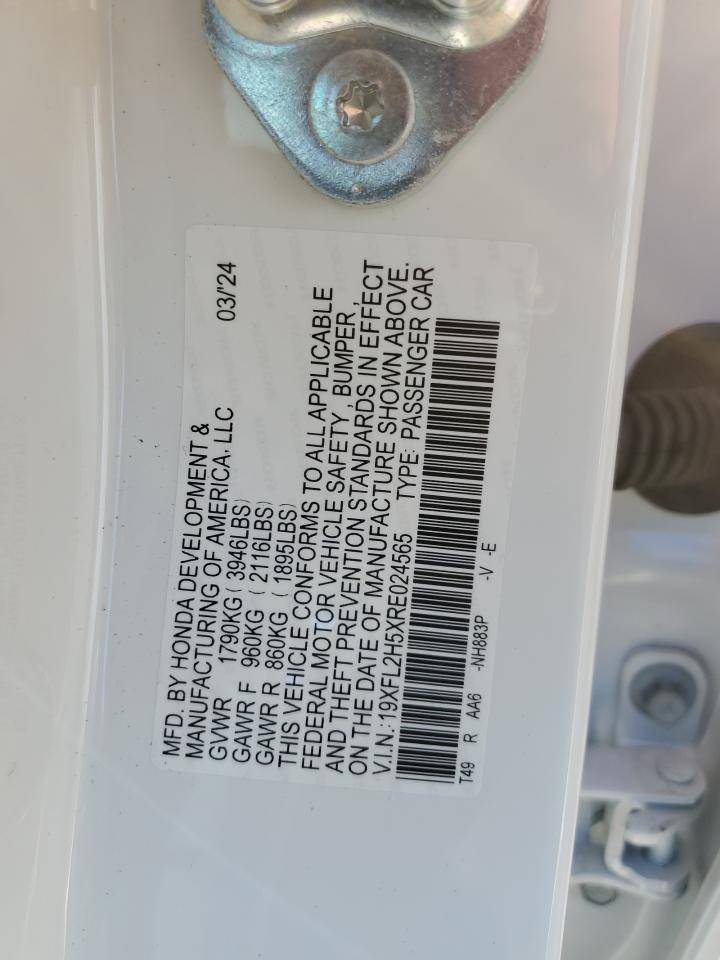 MFD. BY HONDA DEVELOPMENT &
MANUFACTURING OF AMERICA, LLC 03/'24
GVWR 1790KG ( 3946LBS)
GAWR F 960KG ( 2116LBS)
GAWR R 860KG ( 1895LBS)
THIS VEHICLE CONFORMS TO ALL APPLICABLE
FEDERAL MOTOR VEHICLE SAFETY , BUMPER ,
AND THEFT PREVENTION STANDARDS IN EFFECT
ON THE DATE OF MANUFACTURE SHOWN ABOVE.
V.I.N.:19XFL2H5XRE024565 TYPE: PASSENGER CAR
T49 R AA6 -NH883P -V -E